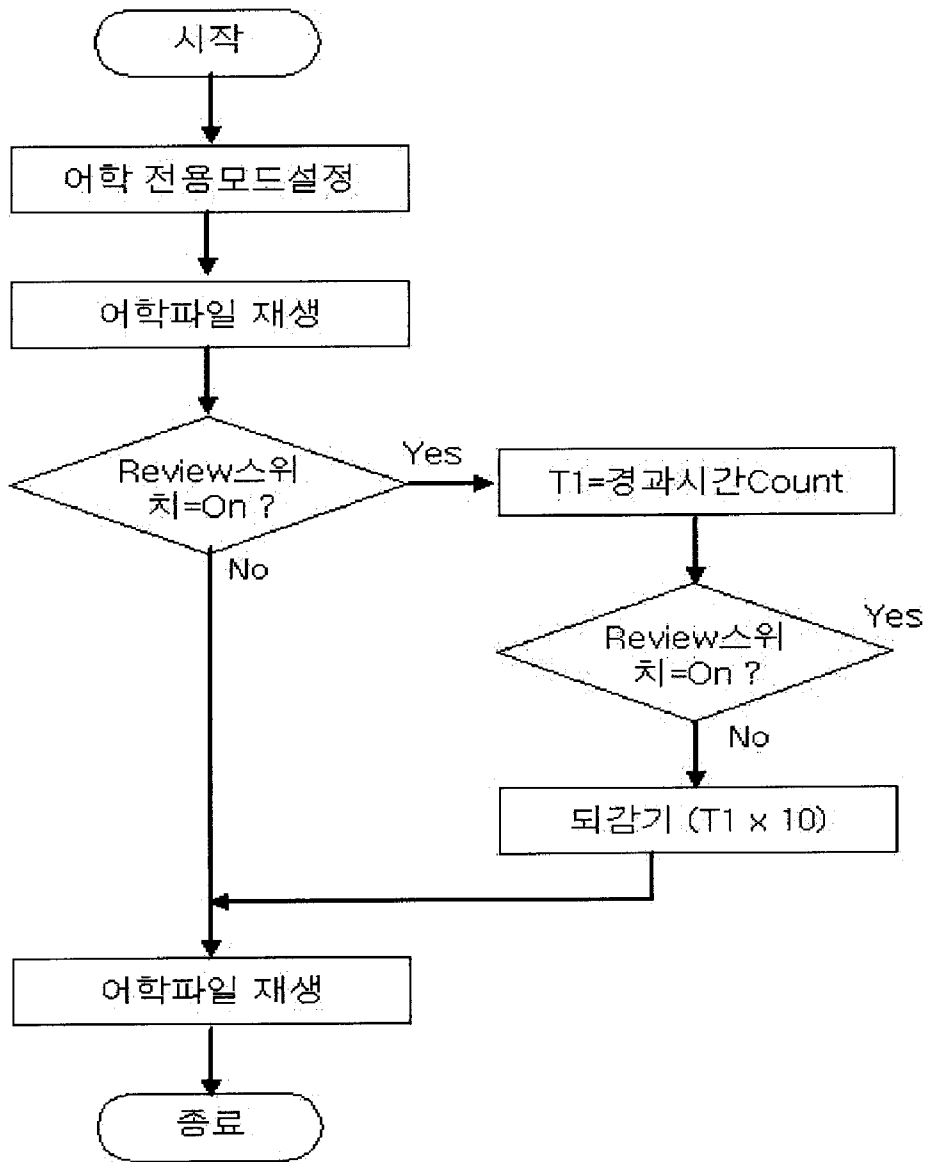 시작
어학 전용모드설정
어학파일 재생
Review스위
치=On ?
Yes
No
T1=경과시간Count
Review스위
치=On ?
Yes
No
되감기 (T1 x 10)
어학파일 재생
종료